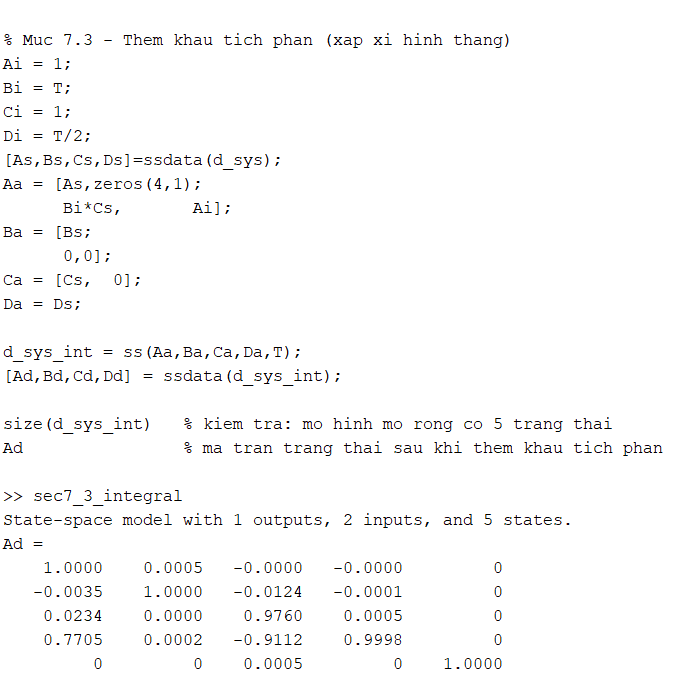 % Muc 7.3 - Them khau tich phan (xap xi hinh thang)
Ai = 1;
Bi = T;
Ci = 1;
Di = T/2;
[As,Bs,Cs,Ds]=ssdata(d_sys);
Aa = [As,zeros(4,1);
      Bi*Cs,       Ai];
Ba = [Bs;
      0,0];
Ca = [Cs,  0];
Da = Ds;
d_sys_int = ss(Aa,Ba,Ca,Da,T);
[Ad,Bd,Cd,Dd] = ssdata(d_sys_int);
size(d_sys_int)   % kiem tra: mo hinh mo rong co 5 trang thai
Ad                % ma tran trang thai sau khi them khau tich phan
>> sec7_3_integral
State-space model with 1 outputs, 2 inputs, and 5 states.
Ad =
    1.0000    0.0005   -0.0000   -0.0000         0
   -0.0035    1.0000   -0.0124   -0.0001         0
    0.0234    0.0000    0.9760    0.0005         0
    0.7705    0.0002   -0.9112    0.9998         0
         0         0    0.0005         0    1.0000